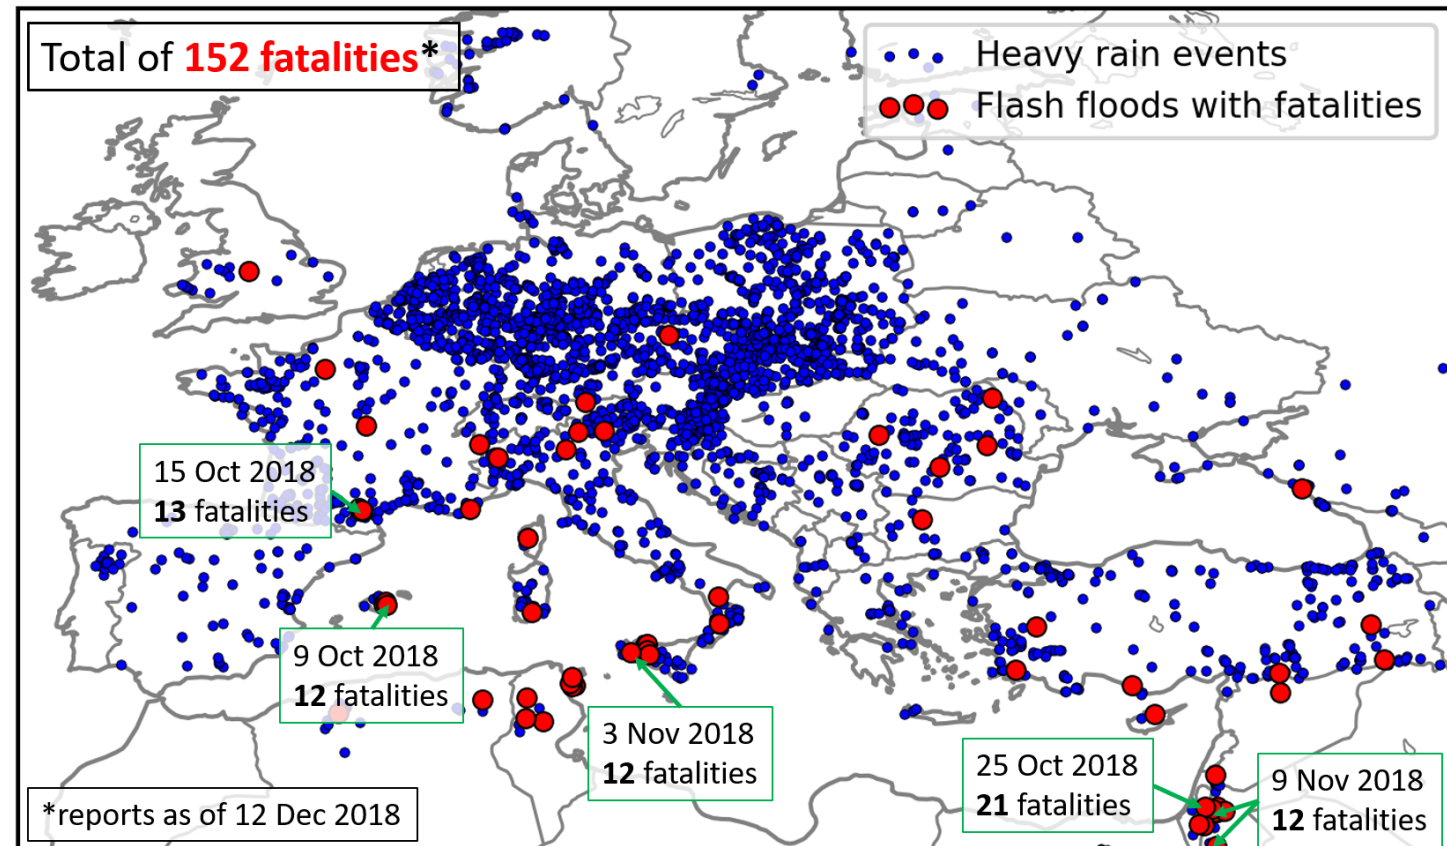 Total of 152 fatalities*
Heavy rain events
Flash floods with fatalities
15 Oct 2018
13 fatalities
9 Oct 2018
12 fatalities
3 Nov 2018
12 fatalities
25 Oct 2018
21 fatalities
9 Nov 2018
12 fatalities
*reports as of 12 Dec 2018